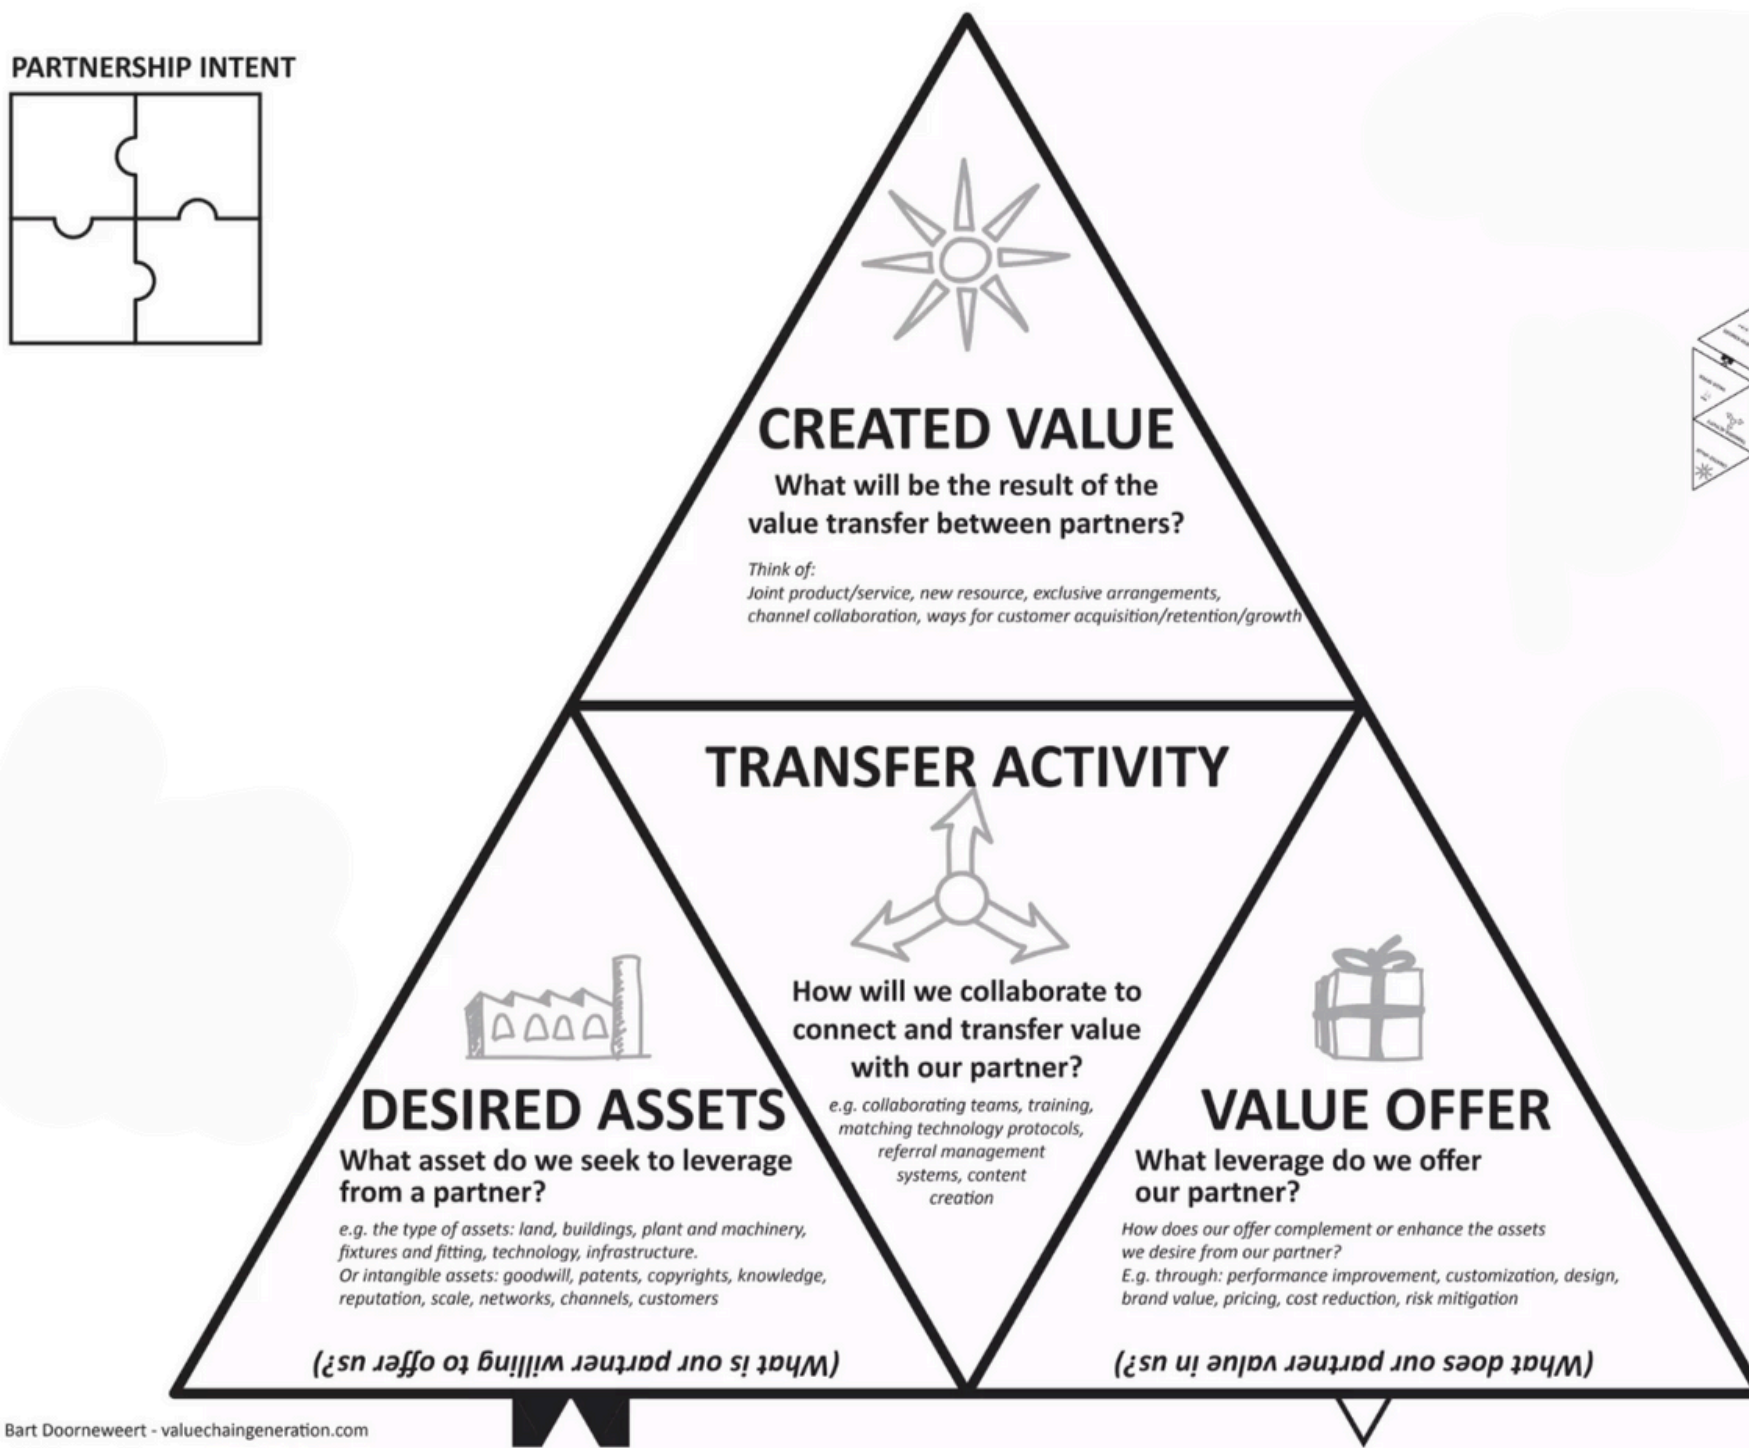 PARTNERSHIP INTENT
CREATED VALUE
What will be the result of the
value transfer between partners?
Think of:
Joint product/service, new resource, exclusive arrangements,
channel collaboration, ways for customer acquisition/retention/growth
TRANSFER ACTIVITY
How will we collaborate to
connect and transfer value
with our partner?
e.g. collaborating teams, training,
matching technology protocols,
referral management
systems, content
creation
DESIRED ASSETS
What asset do we seek to leverage
from a partner?
e.g. the type of assets: land, buildings, plant and machinery,
fixtures and fitting, technology, infrastructure.
Or intangible assets: goodwill, patents, copyrights, knowledge,
reputation, scale, networks, channels, customers
(What is our partner willing to offer us?)
VALUE OFFER
What leverage do we offer
our partner?
How does our offer complement or enhance the assets
we desire from our partner?
E.g. through: performance improvement, customization, design,
brand value, pricing, cost reduction, risk mitigation
(What does our partner value in us?)
Bart Doorneweert - valuechaingeneration.com